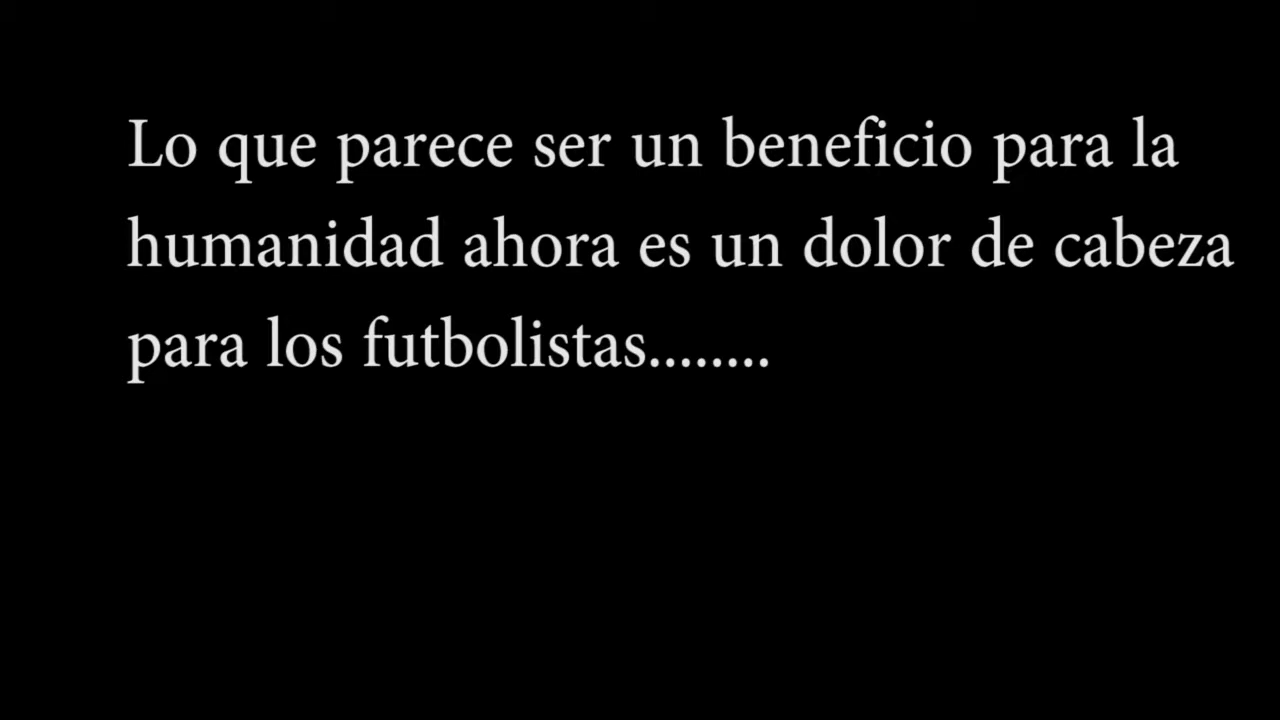 Lo que parece ser un beneficio para la
humanidad ahora es un dolor de cabeza
para los futbolistas........